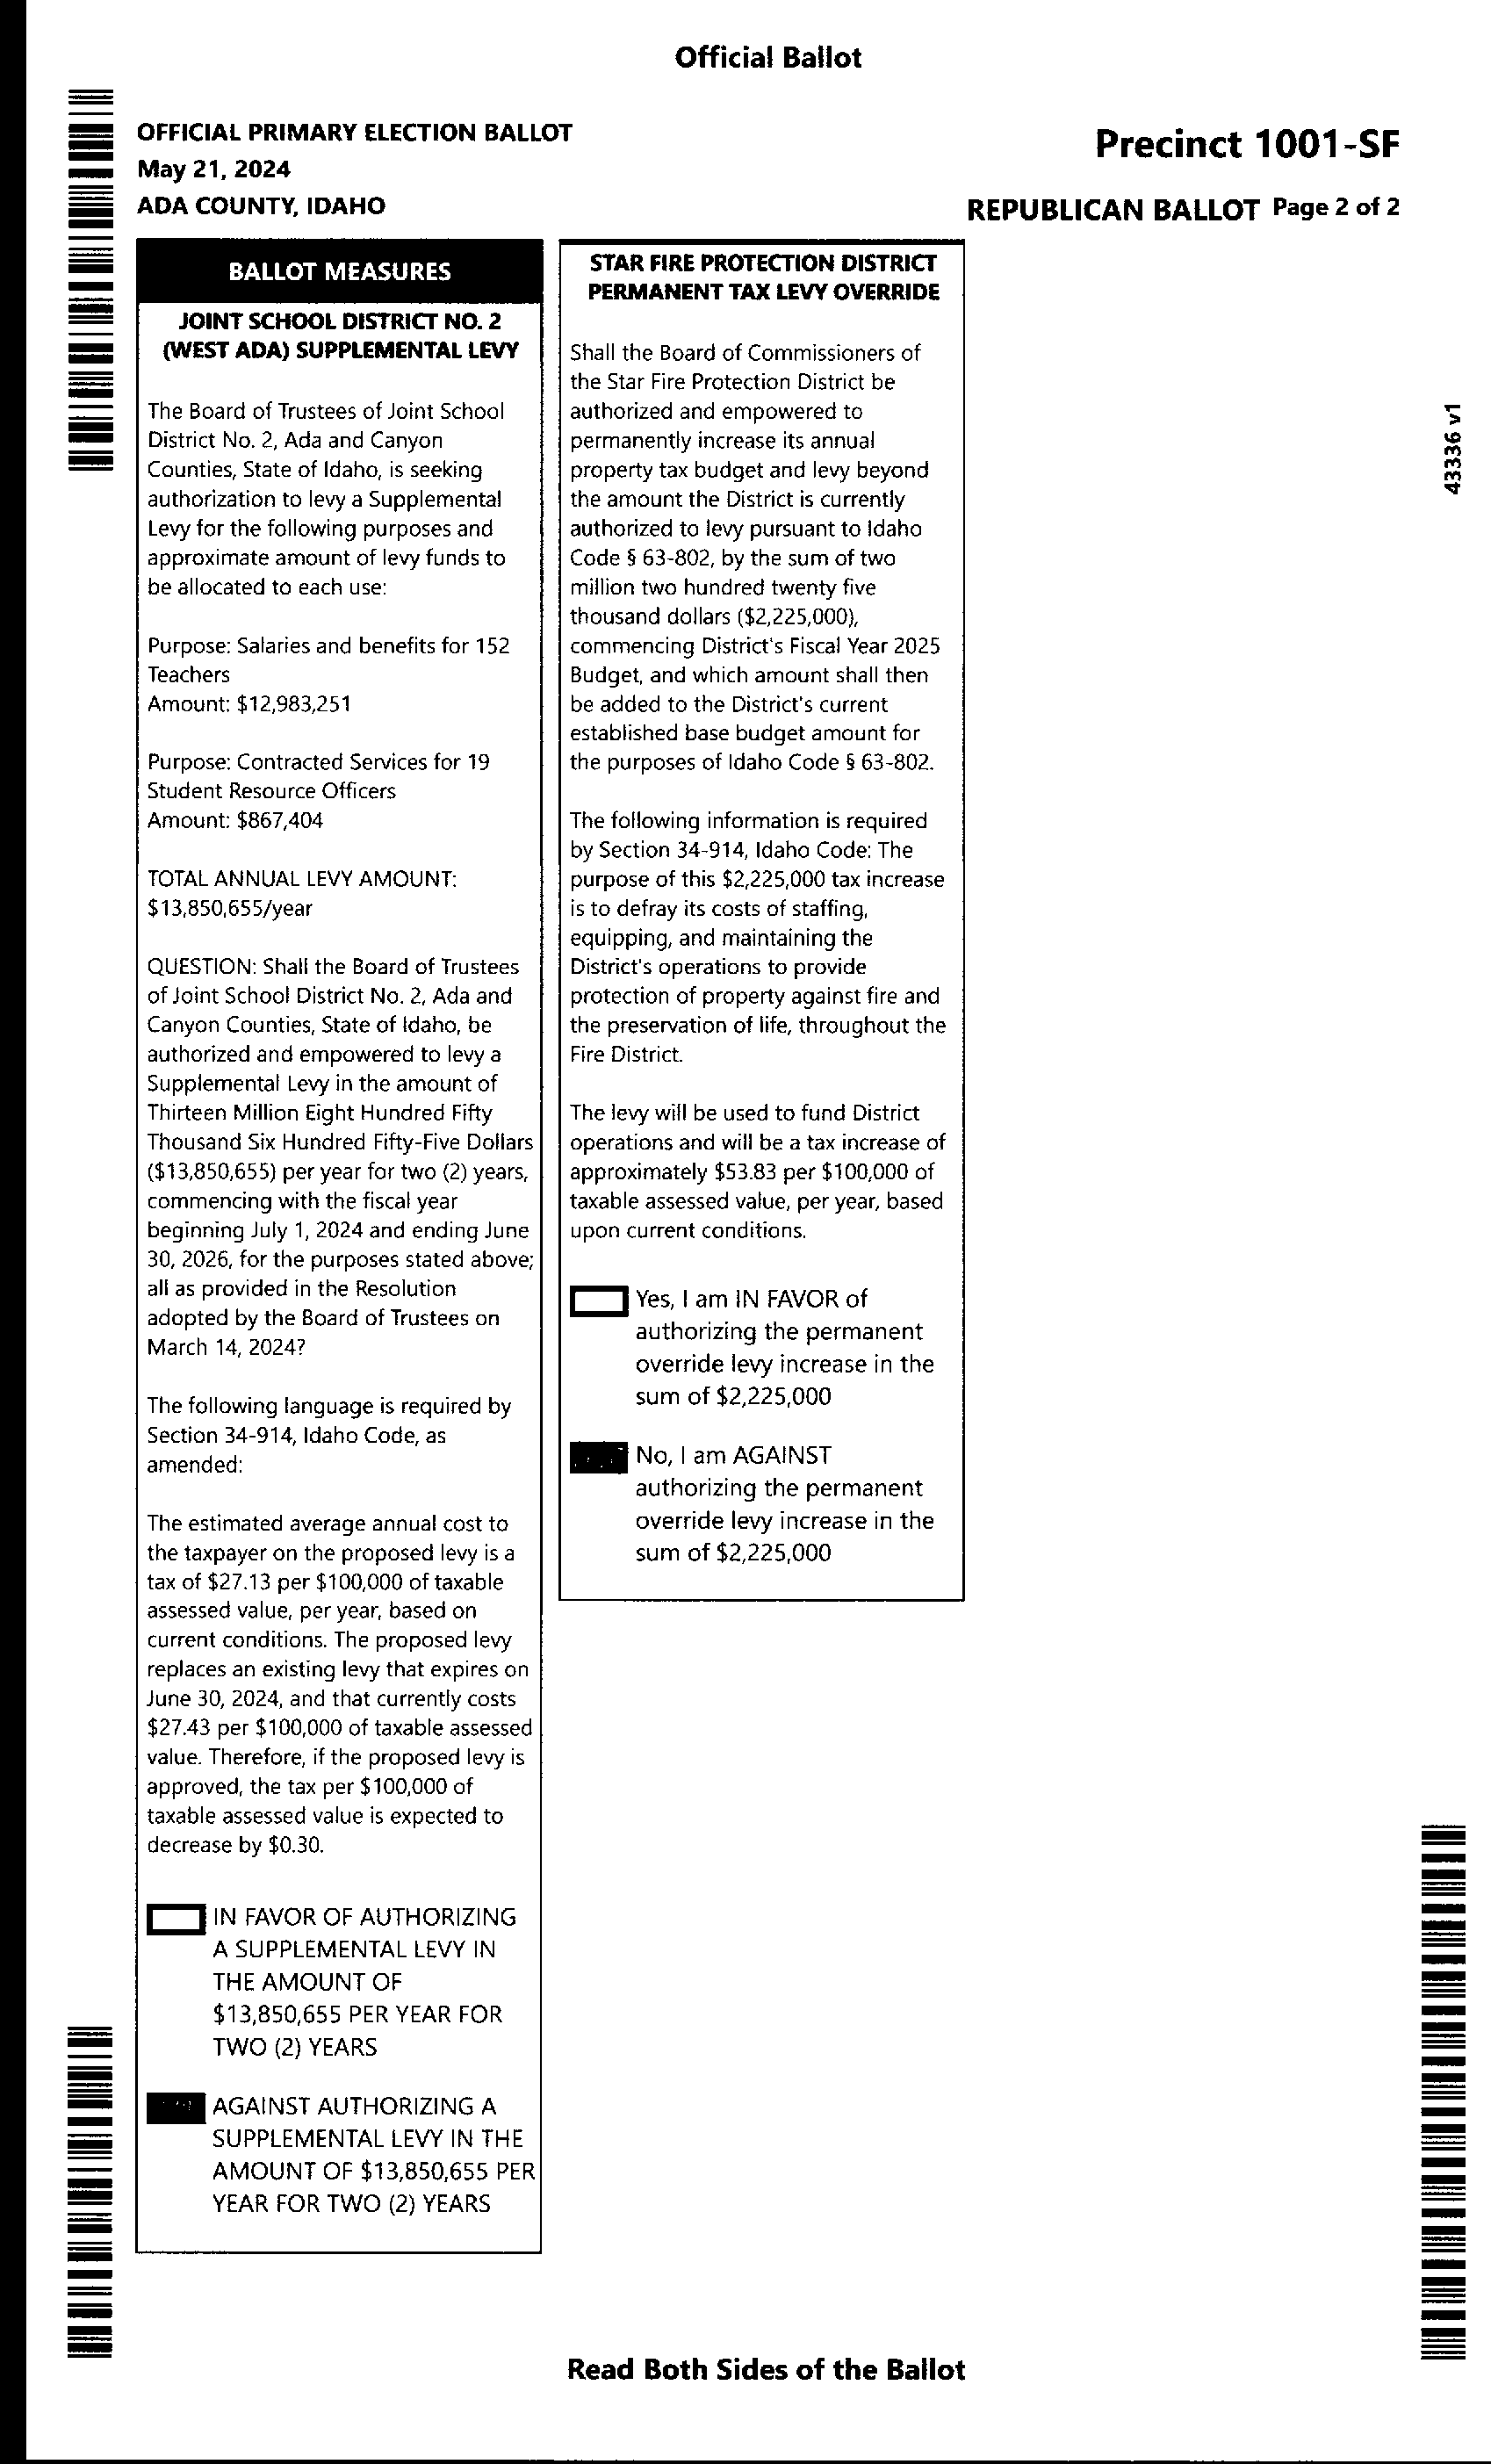 Official Ballot
OFFICIAL PRIMARY ELECTION BALLOT
May 21, 2024
ADA COUNTY, IDAHO
Precinct 1001-SF
REPUBLICAN BALLOT Page 2 of 2
BALLOT MEASURES
JOINT SCHOOL DISTRICT NO. 2
(WEST ADA) SUPPLEMENTAL LEVY
The Board of Trustees of Joint School
District No. 2, Ada and Canyon
Counties, State of Idaho, is seeking
authorization to levy a Supplemental
Levy for the following purposes and
approximate amount of levy funds to
be allocated to each use:
Purpose: Salaries and benefits for 152
Teachers
Amount: $12,983,251
Purpose: Contracted Services for 19
Student Resource Officers
Amount: $867,404
TOTAL ANNUAL LEVY AMOUNT:
$13,850,655/year
QUESTION: Shall the Board of Trustees
of Joint School District No. 2, Ada and
Canyon Counties, State of Idaho, be
authorized and empowered to levy a
Supplemental Levy in the amount of
Thirteen Million Eight Hundred Fifty
Thousand Six Hundred Fifty-Five Dollars
($13,850,655) per year for two (2) years,
commencing with the fiscal year
beginning July 1, 2024 and ending June
30, 2026, for the purposes stated above;
all as provided in the Resolution
adopted by the Board of Trustees on
March 14, 2024?
The following language is required by
Section 34-914, Idaho Code, as
amended:
The estimated average annual cost to
the taxpayer on the proposed levy is a
tax of $27.13 per $100,000 of taxable
assessed value, per year, based on
current conditions. The proposed levy
replaces an existing levy that expires on
June 30, 2024, and that currently costs
$27.43 per $100,000 of taxable assessed
value. Therefore, if the proposed levy is
approved, the tax per $100,000 of
taxable assessed value is expected to
decrease by $0.30.
IN FAVOR OF AUTHORIZING
A SUPPLEMENTAL LEVY IN
THE AMOUNT OF
$13,850,655 PER YEAR FOR
TWO (2) YEARS
AGAINST AUTHORIZING A
SUPPLEMENTAL LEVY IN THE
AMOUNT OF $13,850,655 PER
YEAR FOR TWO (2) YEARS
STAR FIRE PROTECTION DISTRICT
PERMANENT TAX LEVY OVERRIDE
Shall the Board of Commissioners of
the Star Fire Protection District be
authorized and empowered to
permanently increase its annual
property tax budget and levy beyond
the amount the District is currently
authorized to levy pursuant to Idaho
Code § 63-802, by the sum of two
million two hundred twenty five
thousand dollars ($2,225,000),
commencing District's Fiscal Year 2025
Budget, and which amount shall then
be added to the District's current
established base budget amount for
the purposes of Idaho Code § 63-802.
The following information is required
by Section 34-914, Idaho Code: The
purpose of this $2,225,000 tax increase
is to defray its costs of staffing,
equipping, and maintaining the
District's operations to provide
protection of property against fire and
the preservation of life, throughout the
Fire District.
The levy will be used to fund District
operations and will be a tax increase of
approximately $53.83 per $100,000 of
taxable assessed value, per year, based
upon current conditions.
Yes, I am IN FAVOR of
authorizing the permanent
override levy increase in the
sum of $2,225,000
No, I am AGAINST
authorizing the permanent
override levy increase in the
sum of $2,225,000
43336 v1
Read Both Sides of the Ballot